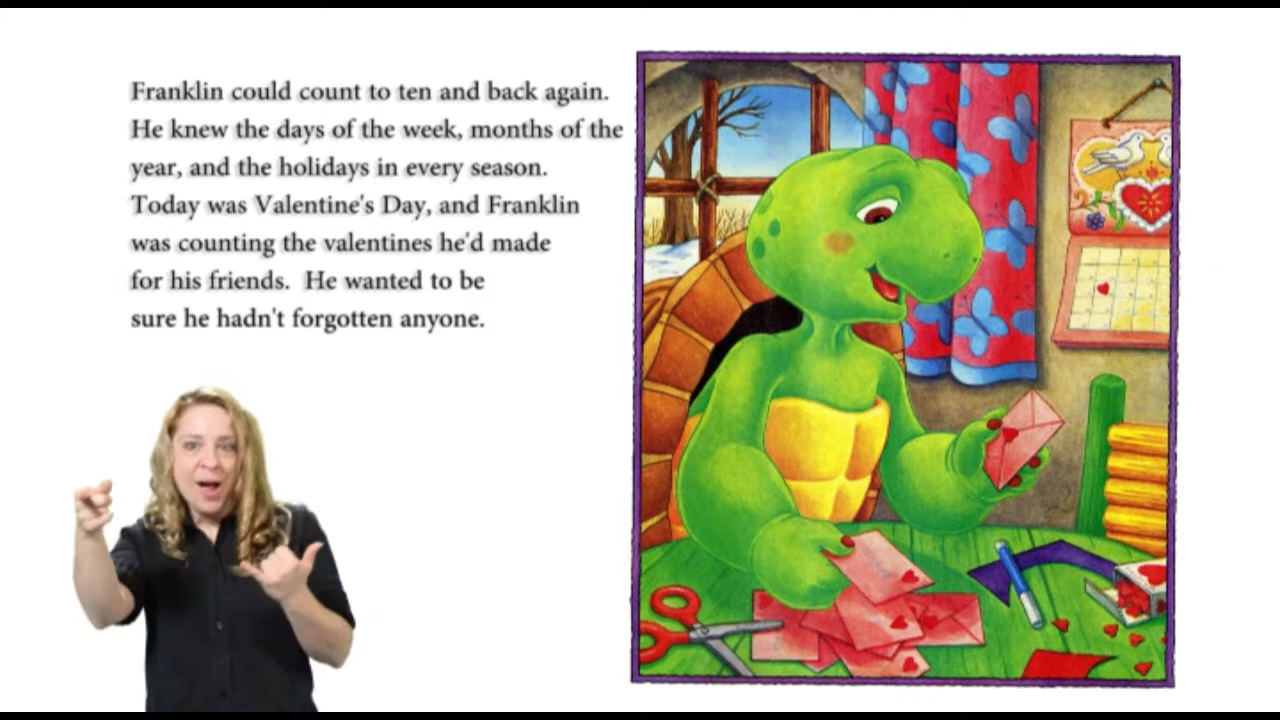 Franklin could count to ten and back again.
He knew the days of the week, months of the
year, and the holidays in every season.
Today was Valentine's Day, and Franklin
was counting the valentines he'd made
for his friends.  He wanted to be
sure he hadn't forgotten anyone.